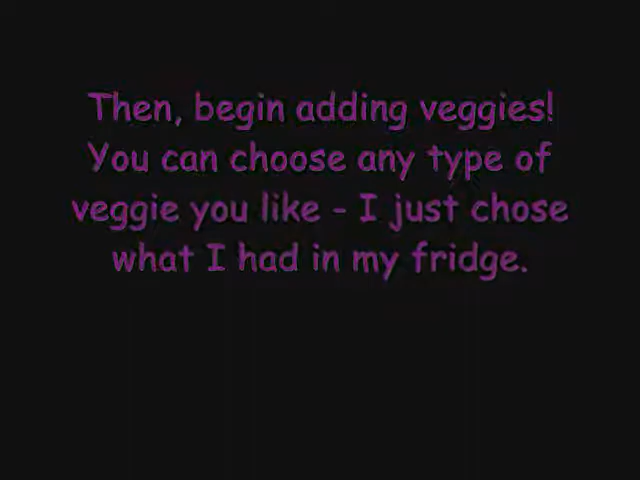 Then, begin adding veggies!
You can choose any type of
veggie you like - I just chose
what I had in my fridge.